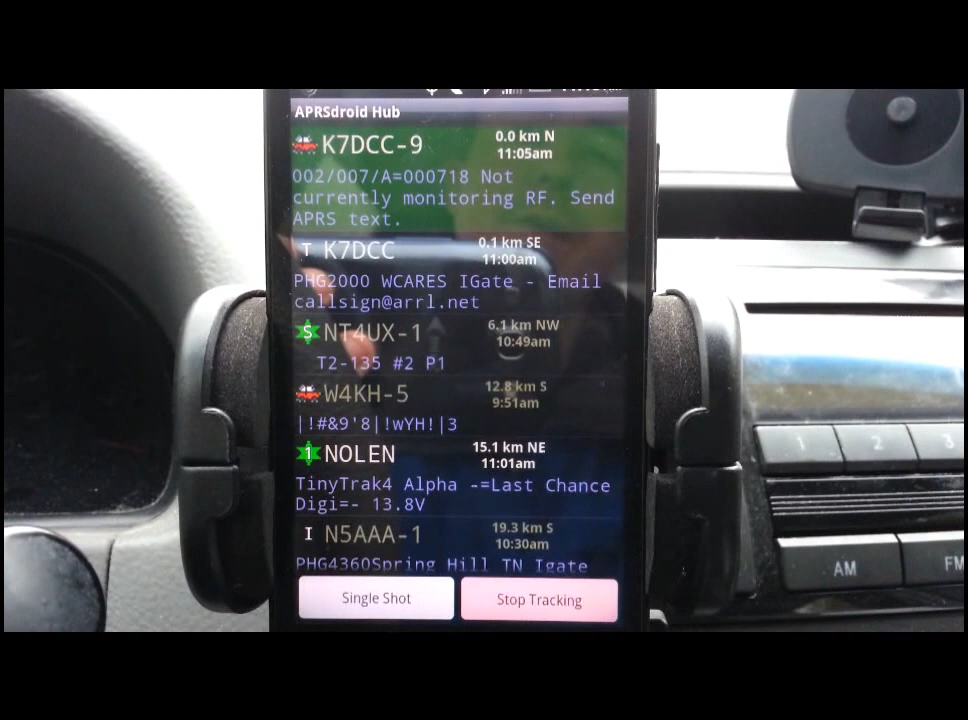 APRSdroid Hub
K7DCC-9 0.0 km N
11:05am
002/007/A=000718 Not
currently monitoring RF. Send
APRS text.
T K7DCC 0.1 km SE
11:00am
PHG2000 WCARES IGate - Email
callsign@arrl.net
S NT4UX-1 6.1 km NW
10:49am
T2-135 #2 P1
W4KH-5 12.8 km S
9:51am
|!#&9'8|!wYH!|3
1 NOLEN 15.1 km NE
11:01am
TinyTrak4 Alpha -=Last Chance
Digi=- 13.8V
I N5AAA-1 19.3 km S
10:30am
PHG4360Spring Hill TN Igate
Single Shot Stop Tracking
1 2 3
AM FM